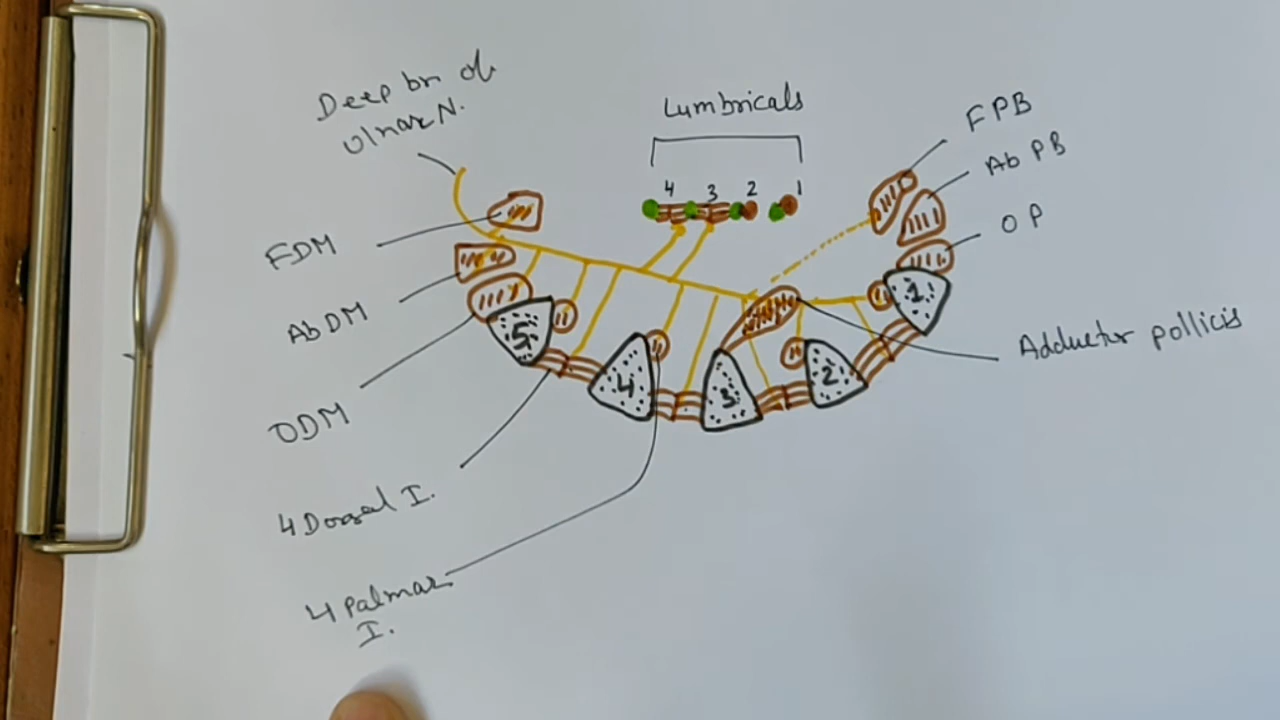 Deep br of
Ulnar N.
Lumbricals
4 3 2 1
FPB
Ab PB
OP
FDM
AbDM
ODM
5 4 3 2 1
Adductor pollicis
4 Dorsal I.
4 Palmar
I.